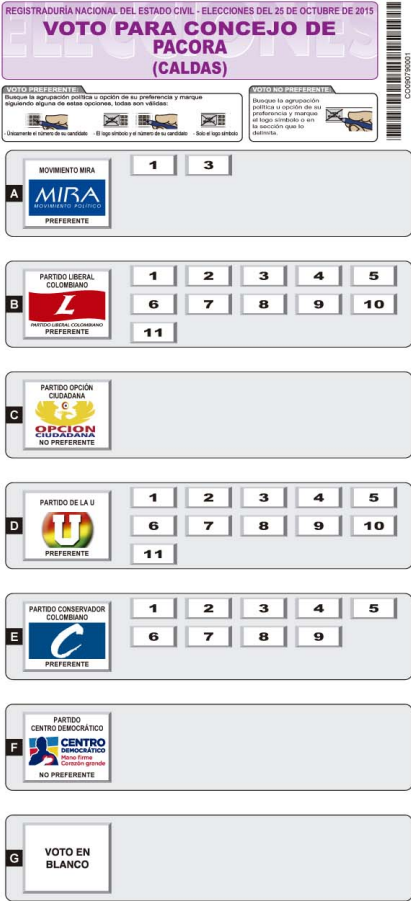 REGISTRADURÍA NACIONAL DEL ESTADO CIVIL - ELECCIONES DEL 25 DE OCTUBRE DE 2015
ELECCIONES
VOTO PARA CONCEJO DE
PACORA
(CALDAS)
CO090790001
VOTO PREFERENTE:
Busque la agrupación política u opción de su preferencia y marque
siguiendo alguna de estas opciones, todas son válidas:
- Únicamente el número de su candidato - El logo símbolo y el número de su candidato - Solo el logo símbolo
VOTO NO PREFERENTE:
Busque la agrupación
política u opción de su
preferencia y marque
el logo símbolo o en
la sección que lo
delimita.
A
MOVIMIENTO MIRA
MIRA
MOVIMIENTO POLÍTICO
PREFERENTE
1 3
B
PARTIDO LIBERAL
COLOMBIANO
L
PARTIDO LIBERAL COLOMBIANO
PREFERENTE
1 2 3 4 5
6 7 8 9 10
11
C
PARTIDO OPCIÓN
CIUDADANA
OPCION
CIUDADANA
NO PREFERENTE
D
PARTIDO DE LA U
U
PREFERENTE
1 2 3 4 5
6 7 8 9 10
11
E
PARTIDO CONSERVADOR
COLOMBIANO
C
PREFERENTE
1 2 3 4 5
6 7 8 9
F
PARTIDO
CENTRO DEMOCRÁTICO
CENTRO
DEMOCRÁTICO
Mano firme
Corazón grande
NO PREFERENTE
G
VOTO EN
BLANCO